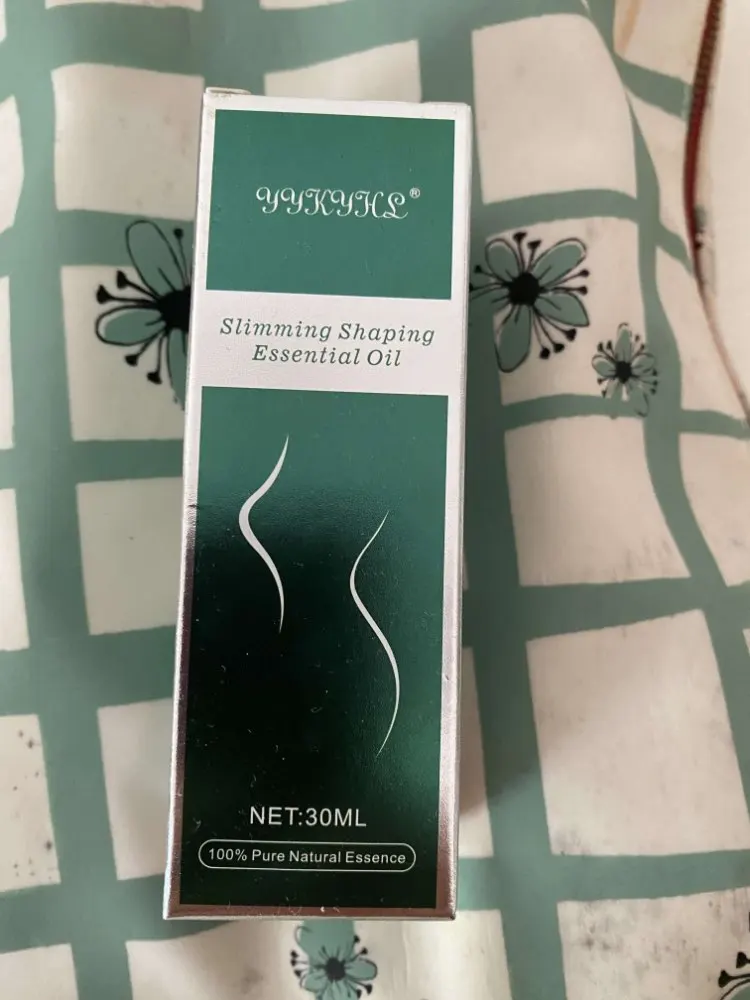 YYKYHL®
Slimming Shaping
Essential Oil
NET:30ML
100% Pure Natural Essence